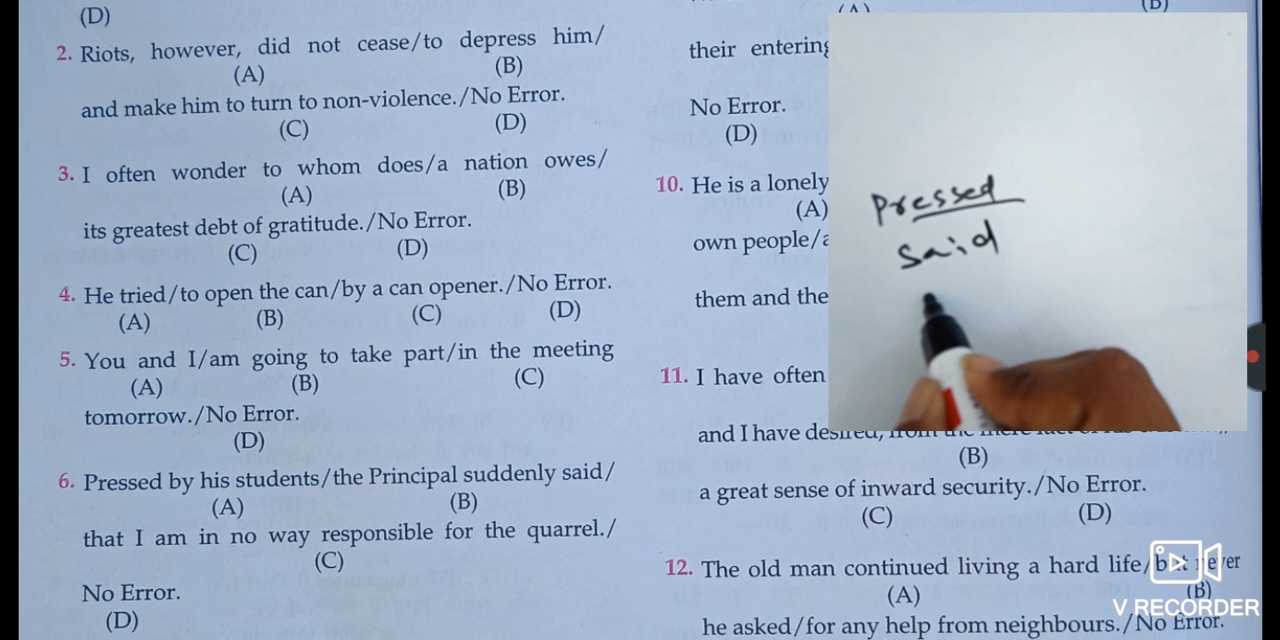 (D)
2. Riots, however, did not cease/to depress him/
(A) (B)
and make him to turn to non-violence./No Error.
(C) (D)
3. I often wonder to whom does/a nation owes/
(A) (B)
its greatest debt of gratitude./No Error.
(C) (D)
4. He tried/to open the can/by a can opener./No Error.
(A) (B) (C) (D)
5. You and I/am going to take part/in the meeting
(A) (B) (C)
tomorrow./No Error.
(D)
6. Pressed by his students/the Principal suddenly said/
(A) (B)
that I am in no way responsible for the quarrel./
(C)
No Error.
(D)
(A) (B)
their entering
No Error.
(D)
10. He is a lonely
(A)
own people/a
them and the
11. I have often
and I have desired, from the mere
(B)
a great sense of inward security./No Error.
(C) (D)
12. The old man continued living a hard life/but never
(A) (B)
he asked/for any help from neighbours./No Error.
Pressed
said
V RECORDER